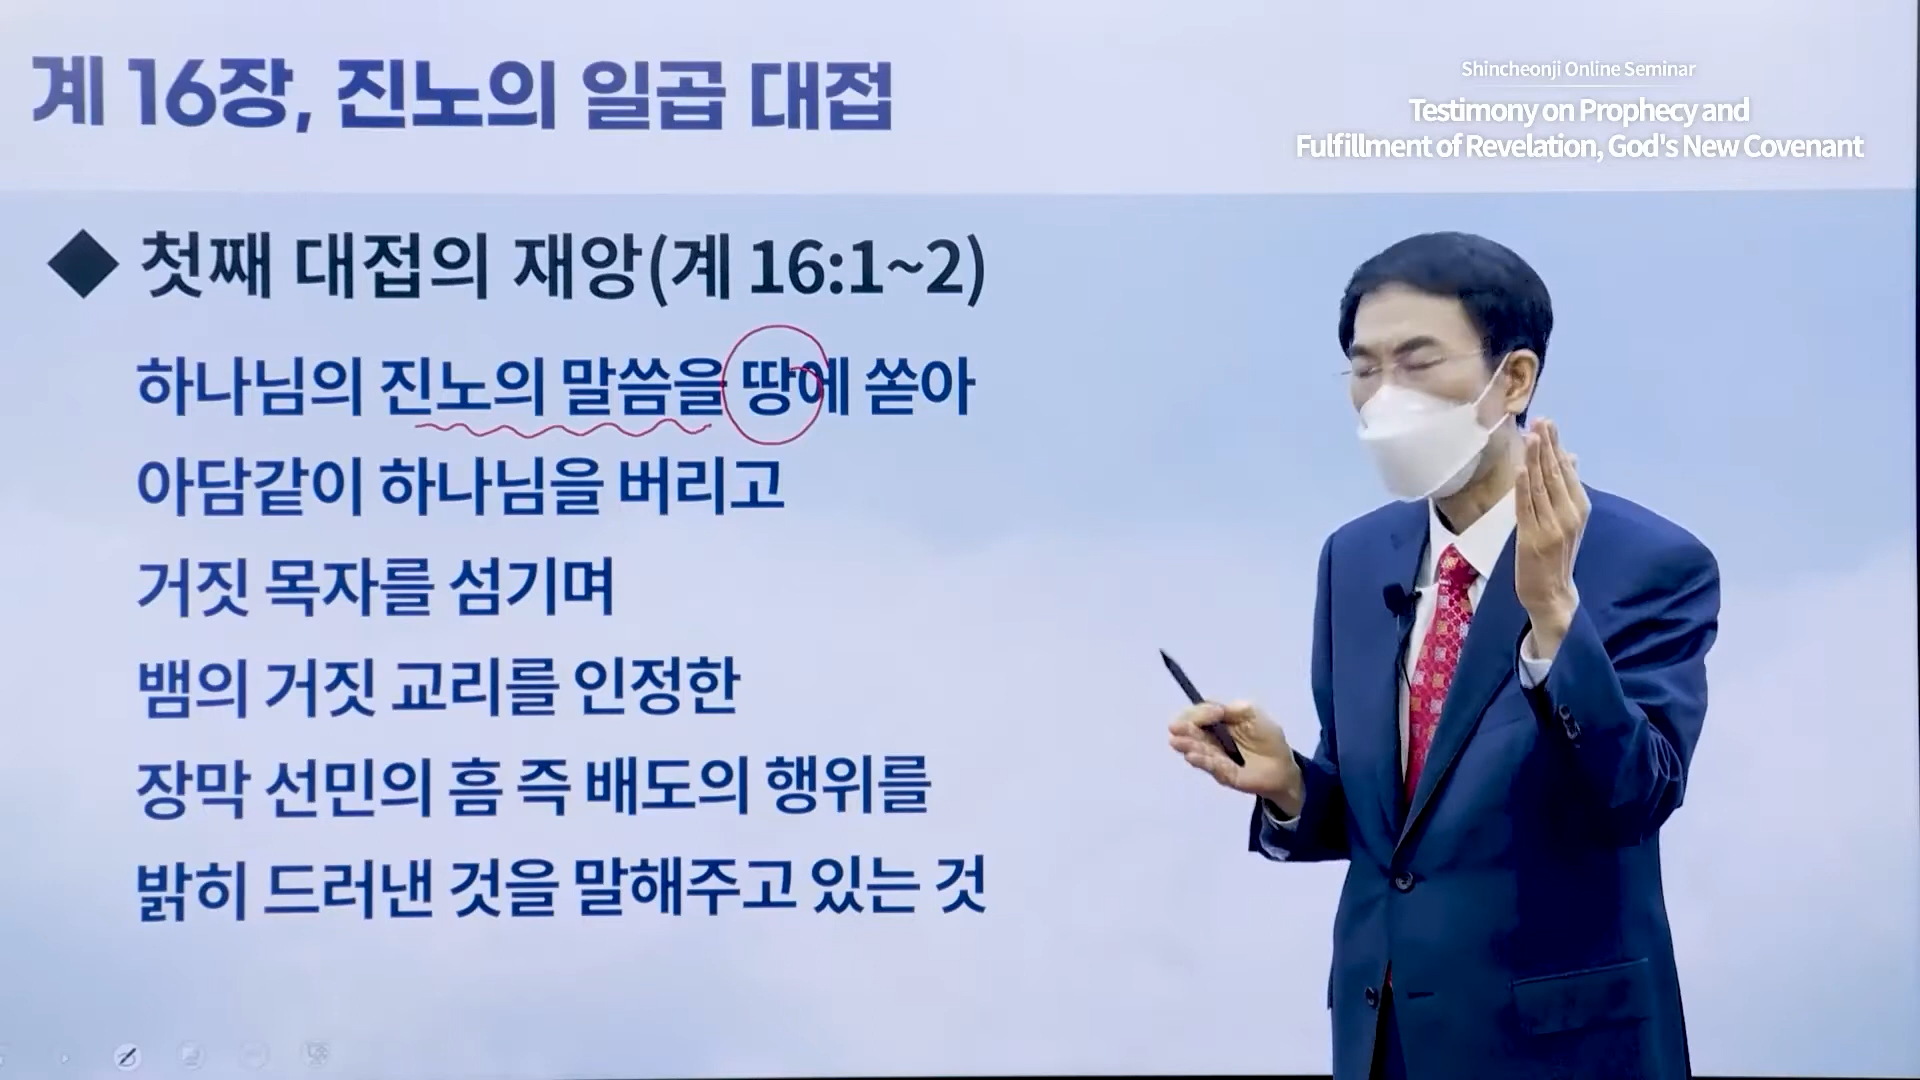 계 16장, 진노의 일곱 대접
Shincheonji Online Seminar
Testimony on Prophecy and
Fulfillment of Revelation, God's New Covenant
◆ 첫째 대접의 재앙(계 16:1~2)
하나님의 진노의 말씀을 땅에 쏟아
아담같이 하나님을 버리고
거짓 목자를 섬기며
뱀의 거짓 교리를 인정한
장막 선민의 흠 즉 배도의 행위를
밝히 드러낸 것을 말해주고 있는 것